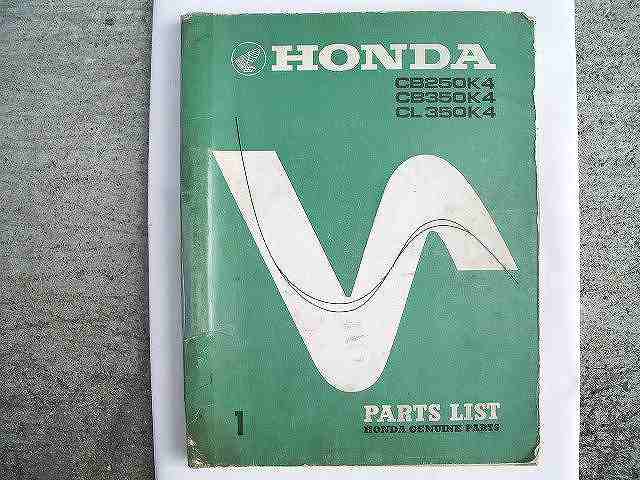 HONDA
CB250K4
CB350K4
CL350K4
PARTS LIST
HONDA GENUINE PARTS
1